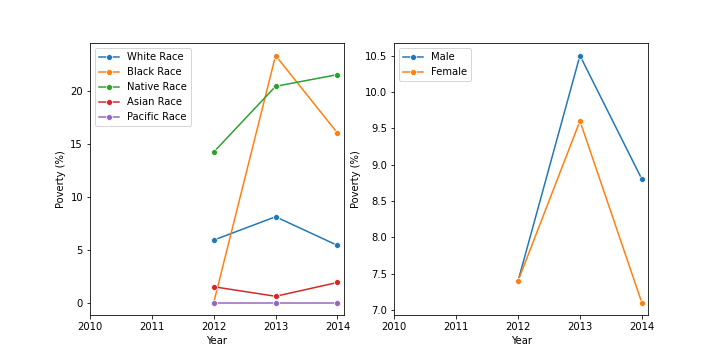 White Race
Black Race
Native Race
Asian Race
Pacific Race
20
15
10
5
0
Poverty (%)
2010 2011 2012 2013 2014
Year
Male
Female
10.5
10.0
9.5
9.0
8.5
8.0
7.5
7.0
Poverty (%)
2010 2011 2012 2013 2014
Year